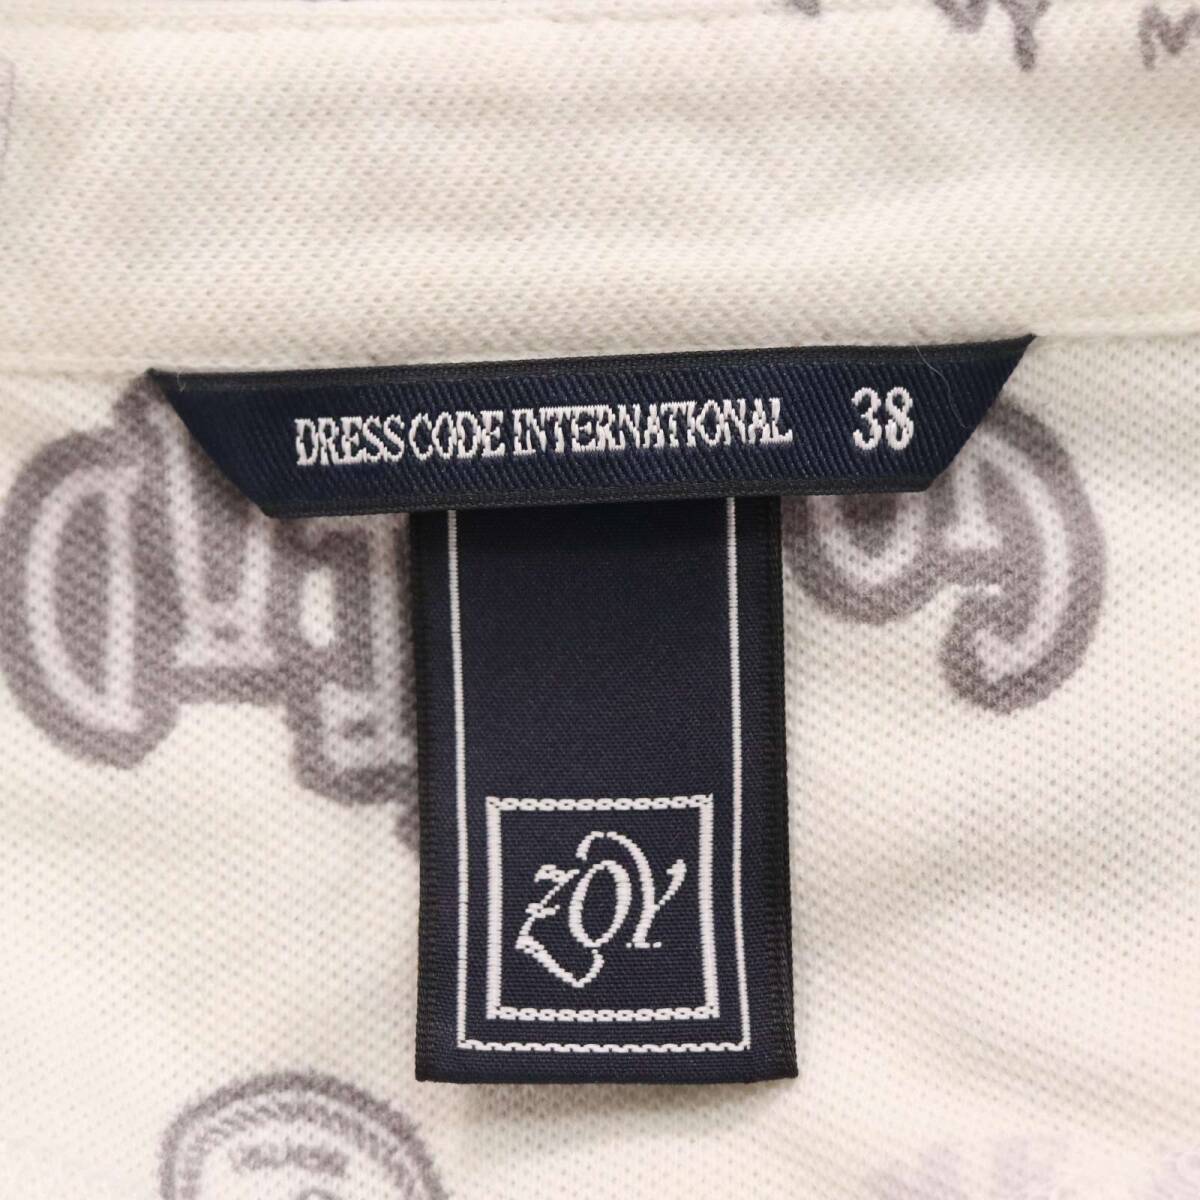 DRESS CODE INTERNATIONAL 38
ZOY